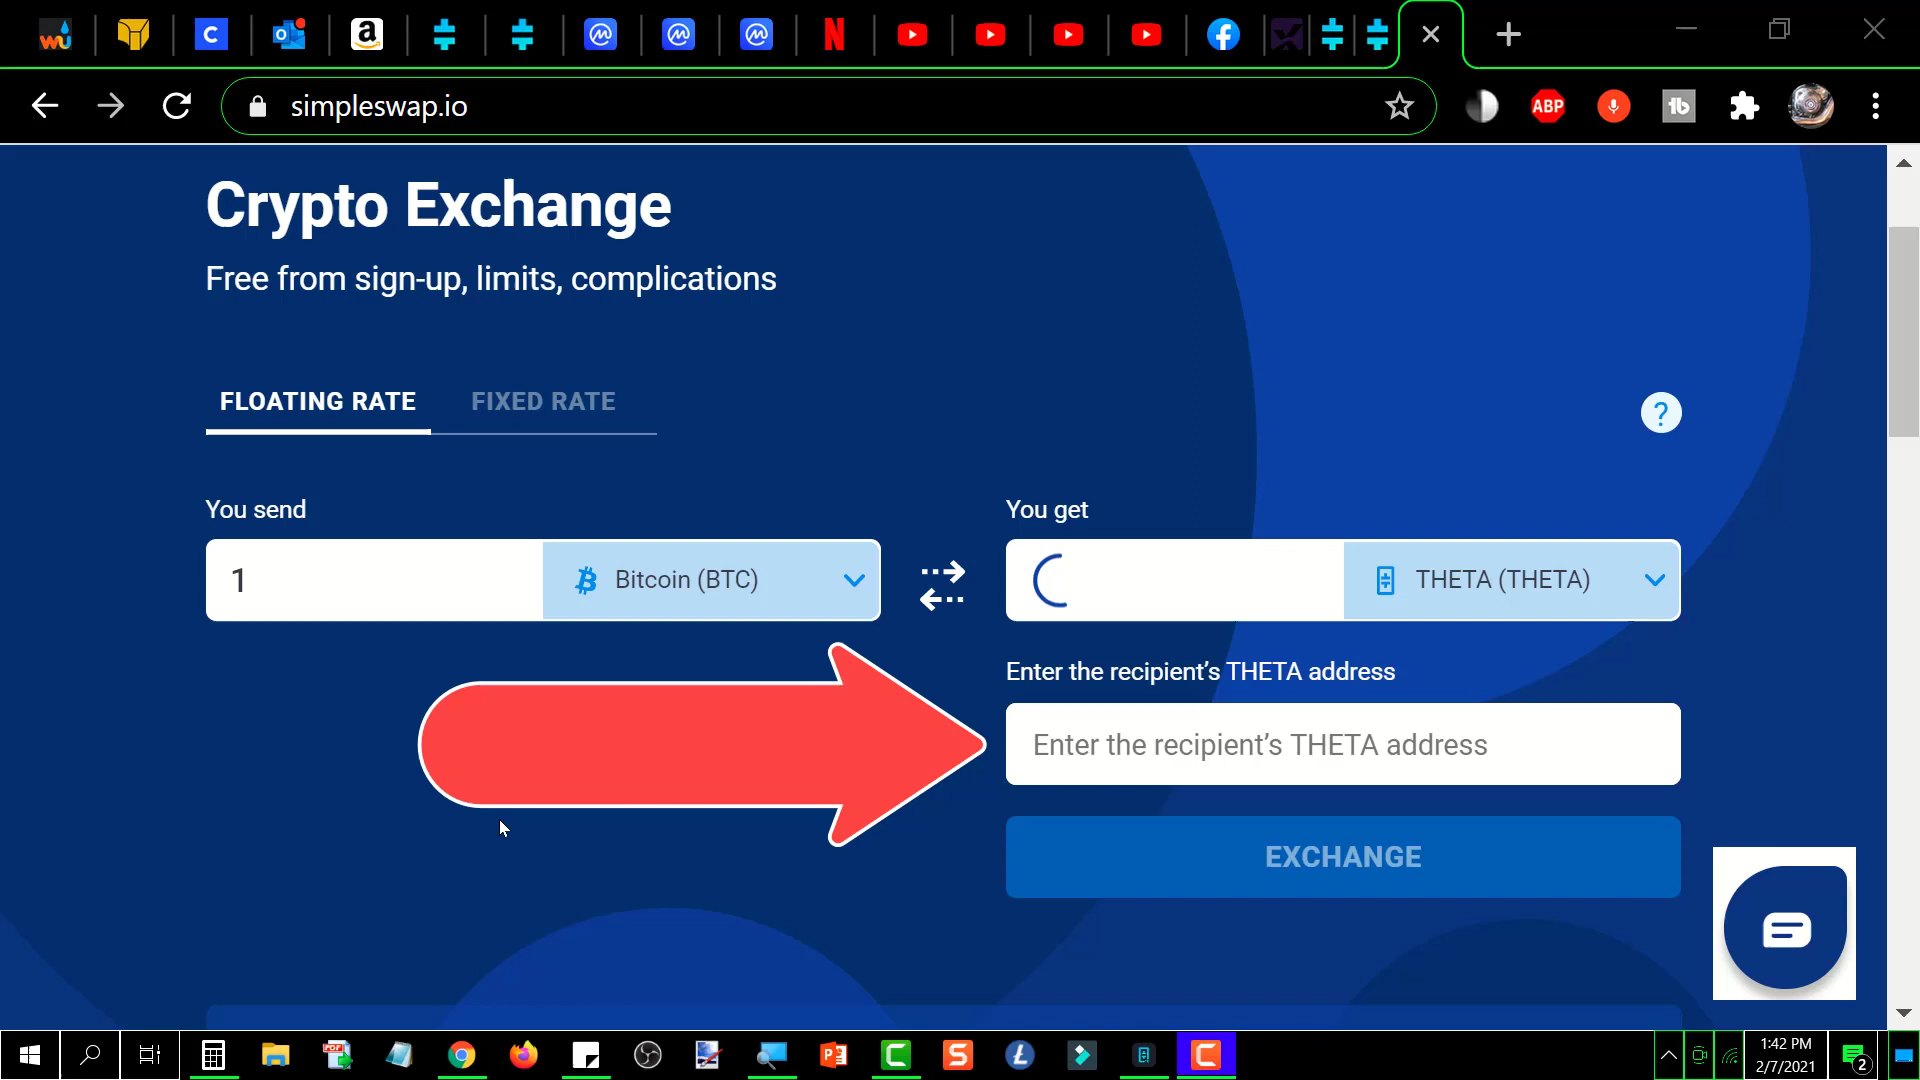 simpleswap.io
ABP
Crypto Exchange
Free from sign-up, limits, complications
FLOATING RATE
FIXED RATE
?
You send
You get
1
Bitcoin (BTC)
THETA (THETA)
Enter the recipient’s THETA address
Enter the recipient’s THETA address
EXCHANGE
1:42 PM
2/7/2021
2